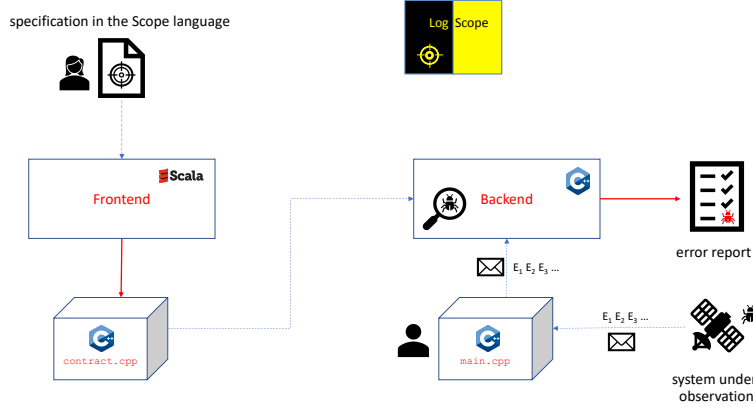 specification in the Scope language
Log Scope
Scala
Frontend
Backend
error report
E₁ E₂ E₃ ...
E₁ E₂ E₃ ...
contract.cpp
main.cpp
system under
observation